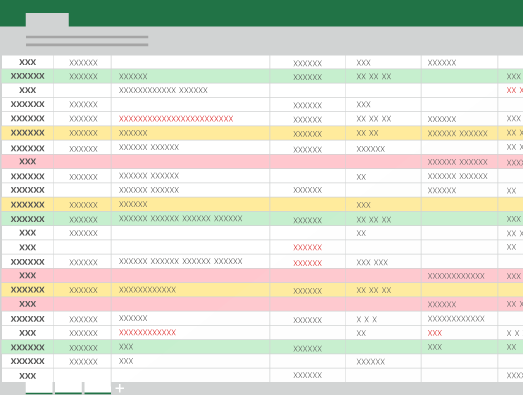 XXX XXXXXX XXXXXX XXX XXXXXX
XXXXXX XXXXXX XXXXXX XXXXXX XX XX XX XXX
XXX XXXXXXXXXXXX XXXXXX XX X
XXXXXX XXXXXX XXXXXX XXX
XXXXXX XXXXXX XXXXXXXXXXXXXXXXXXXXXXXX XXXXXX XX XX XX XXXXXX XXX
XXXXXX XXXXXX XXXXXX XXXXXX XX XX XXXXXX XXXXXX XX X
XXXXXX XXXXXX XXXXXX XXXXXX XXXXXX XXXXXX XX X
XXX XXXXXX XXXXXX XXXX
XXXXXX XXXXXX XXXXXX XXXXXX XX XXXXXX XXXXXX
XXXXXX XXXXXX XXXXXX XXXXXX XXXXXX XX
XXXXXX XXXXXX XXXXXX XXX
XXXXXX XXXXXX XXXXXX XXXXXX XXXXXX XXXXXX XXXXXX XX XX XX XXX
XXX XXXXXX XX XX X
XXX XXXXXX XX
XXXXXX XXXXXX XXXXXX XXXXXX XXXXXX XXXXXX XXXXXX XXX XXX
XXX XXXXXXXXXXXX XXX
XXXXXX XXXXXX XXXXXXXXXXXX XXXXXX XX XX XX
XXX XXXXXX XX X
XXXXXX XXXXXX XXXXXX XXXXXX X X X XXXXXXXXXXXX
XXX XXXXXX XXXXXXXXXXXX XX XXX X X
XXXXXX XXXXXX XXX XXXXXX XXX XX
XXXXXX XXXXXX XXX XXXXXX
XXX XXXXXX XXXX
+